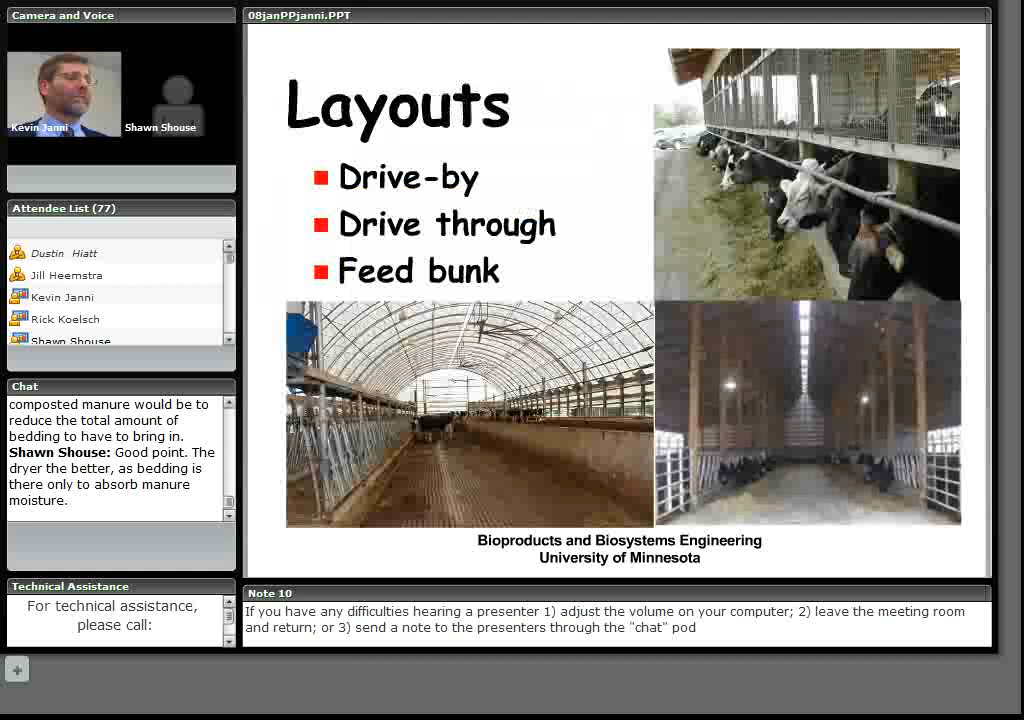 Camera and Voice
Kevin Janni
Shawn Shouse
Attendee List (77)
Dustin Hiatt
Jill Heemstra
Kevin Janni
Rick Koelsch
Shawn Shouse
Chat
composted manure would be to
reduce the total amount of
bedding to have to bring in.
Shawn Shouse: Good point. The
dryer the better, as bedding is
there only to absorb manure
moisture.
Technical Assistance
For technical assistance,
please call:
08janPPjanni.PPT
Layouts
Drive-by
Drive through
Feed bunk
Bioproducts and Biosystems Engineering
University of Minnesota
Note 10
If you have any difficulties hearing a presenter 1) adjust the volume on your computer; 2) leave the meeting room
and return; or 3) send a note to the presenters through the "chat" pod